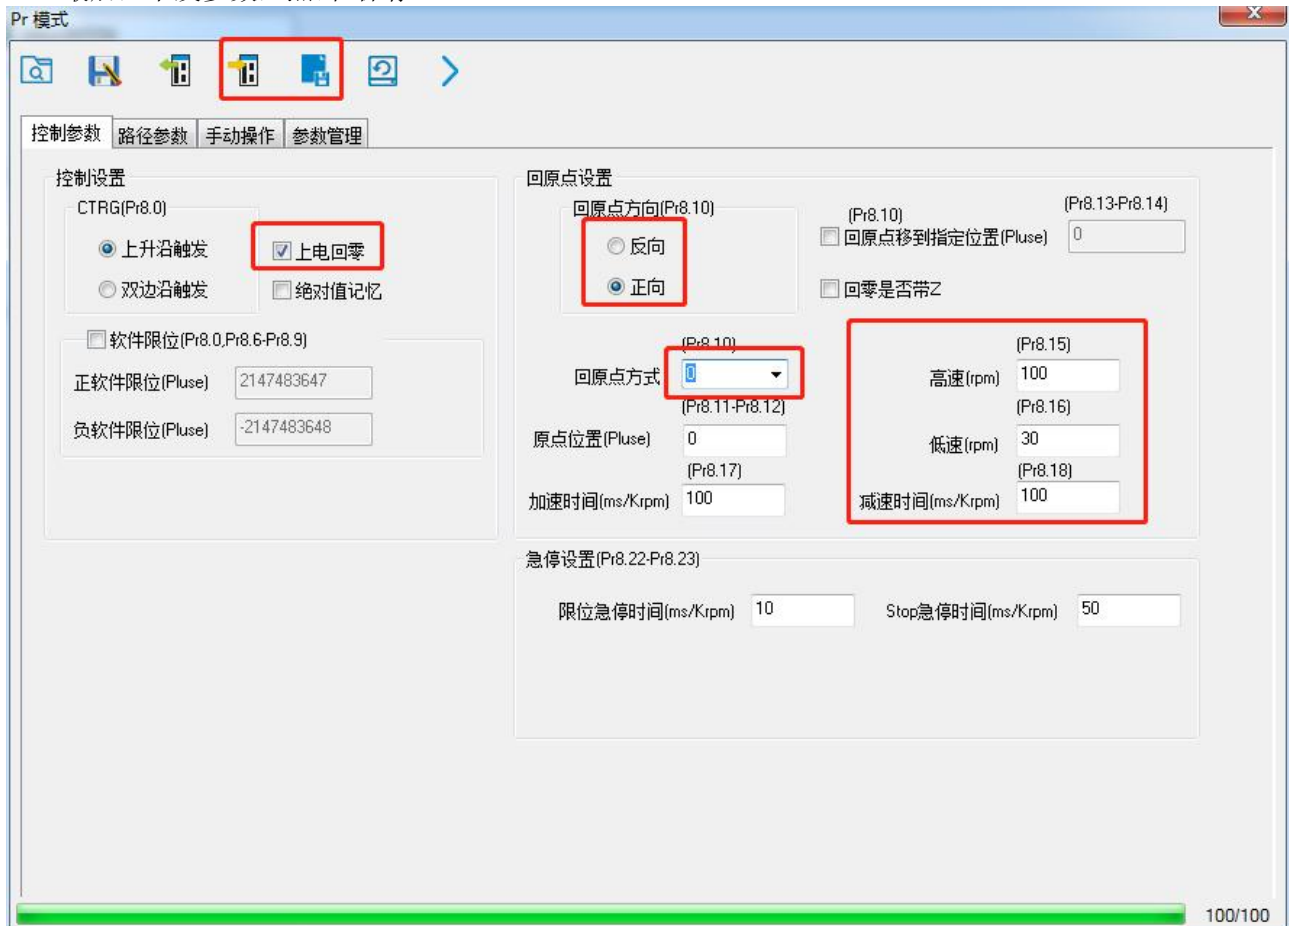 Pr 模式
控制参数 路径参数 手动操作 参数管理
控制设置
CTRG(Pr8.0)
上升沿触发
上电回零
双边沿触发
绝对值记忆
软件限位(Pr8.0,Pr8.6-Pr8.9)
正软件限位(Pluse) 2147483647
负软件限位(Pluse) -2147483648
回原点设置
回原点方向(Pr8.10)
反向
正向
(Pr8.10)
(Pr8.13-Pr8.14)
回原点移到指定位置(Pluse) 0
回零是否带Z
(Pr8.10)
回原点方式 0
(Pr8.11-Pr8.12)
原点位置(Pluse) 0
(Pr8.17)
加速时间(ms/Krpm) 100
(Pr8.15)
高速(rpm) 100
(Pr8.16)
低速(rpm) 30
(Pr8.18)
减速时间(ms/Krpm) 100
急停设置(Pr8.22-Pr8.23)
限位急停时间(ms/Krpm) 10
Stop急停时间(ms/Krpm) 50
100/100